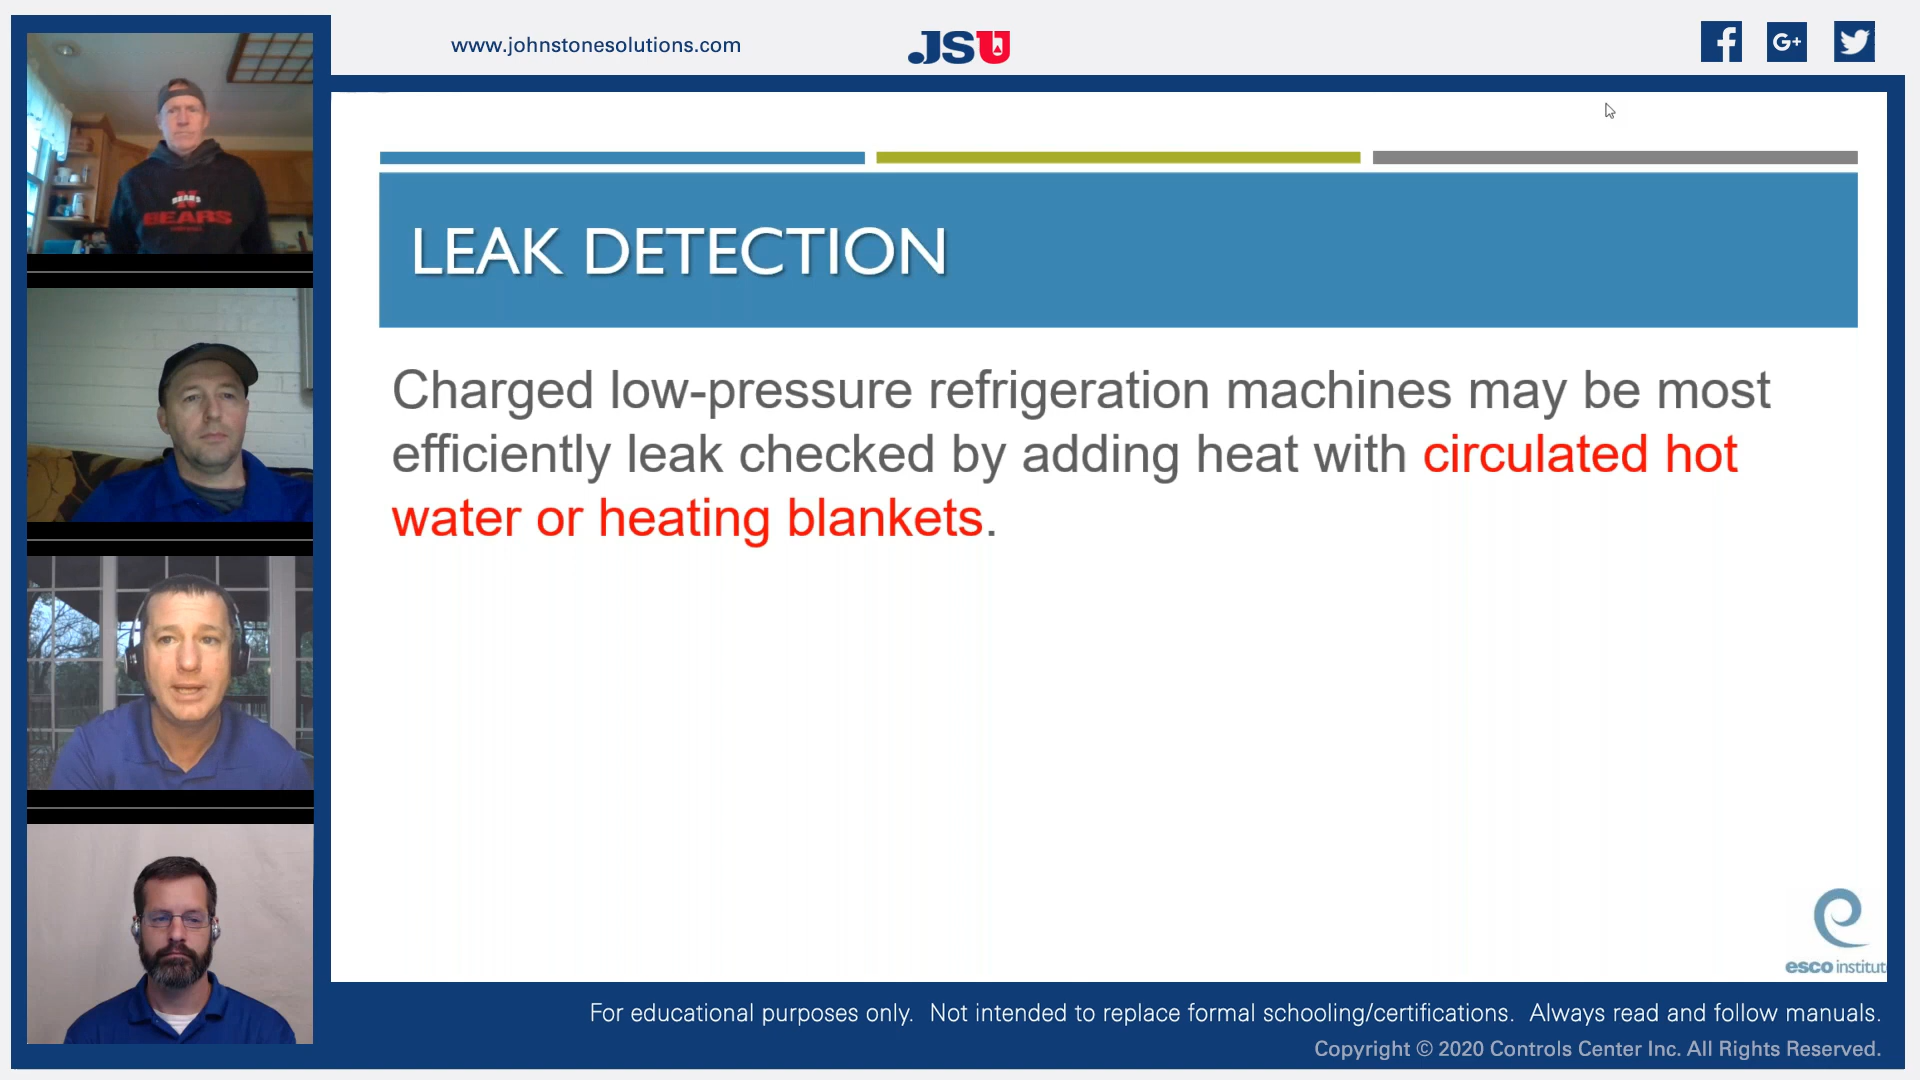 www.johnstonesolutions.com
JSU
G+
BEARS
BEARS
LEAK DETECTION
Charged low-pressure refrigeration machines may be most
efficiently leak checked by adding heat with circulated hot
water or heating blankets.
esco institut
For educational purposes only. Not intended to replace formal schooling/certifications. Always read and follow manuals.
Copyright © 2020 Controls Center Inc. All Rights Reserved.